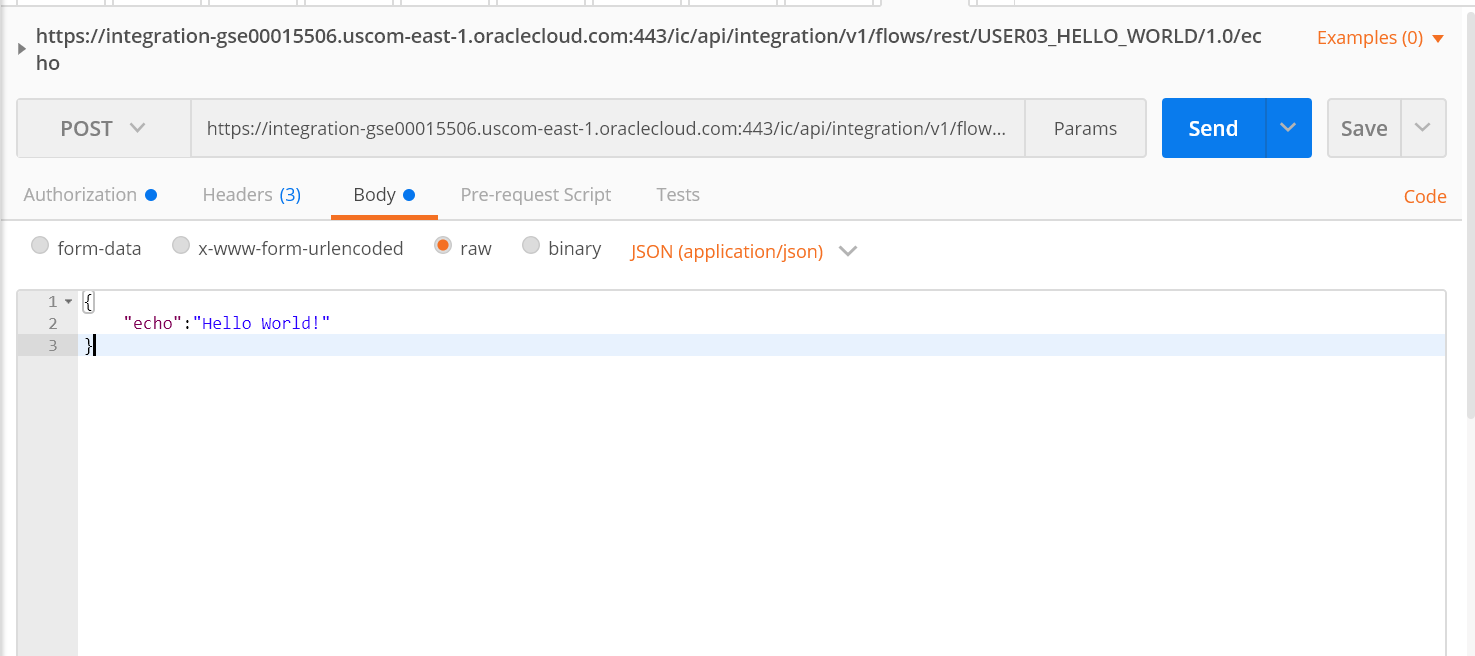 https://integration-gse00015506.uscom-east-1.oraclecloud.com:443/ic/api/integration/v1/flows/rest/USER03_HELLO_WORLD/1.0/ec
ho
Examples (0)
POST
https://integration-gse00015506.uscom-east-1.oraclecloud.com:443/ic/api/integration/v1/flow...
Params
Send
Save
Authorization
Headers (3)
Body
Pre-request Script
Tests
Code
form-data
x-www-form-urlencoded
raw
binary
JSON (application/json)
1 {
2 "echo":"Hello World!"
3 }